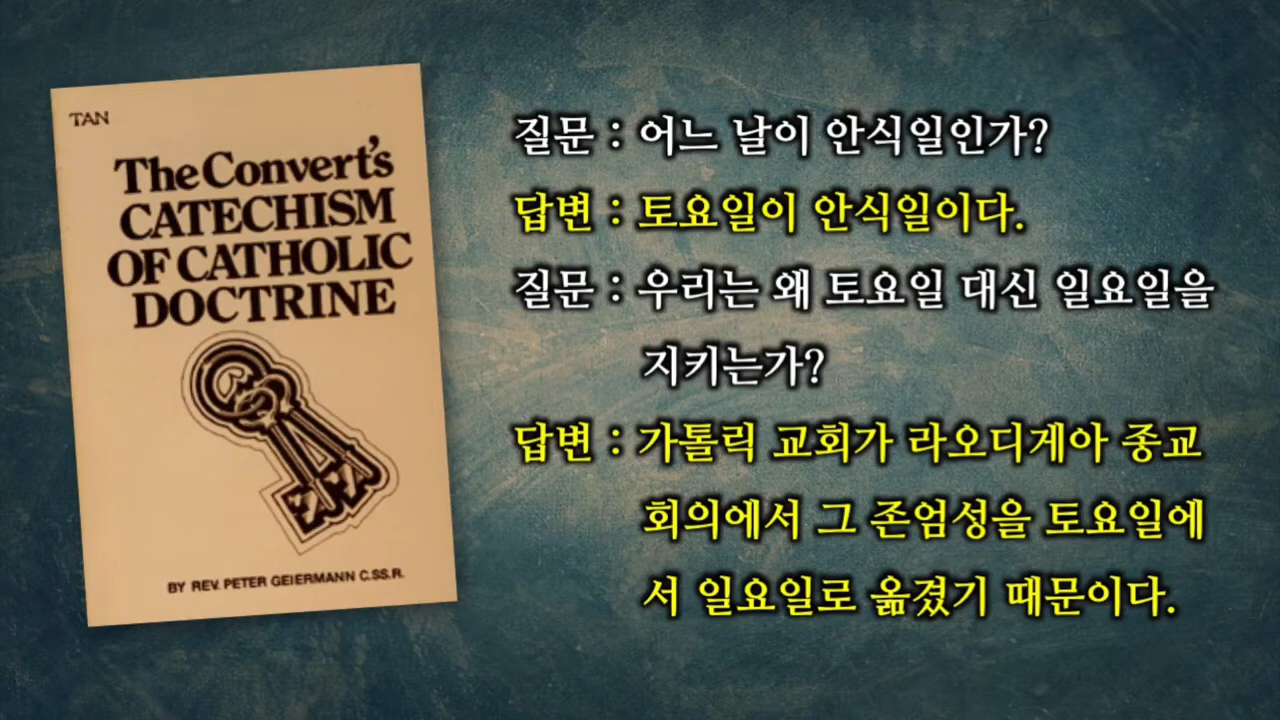 TAN
The Convert's
CATECHISM
OF CATHOLIC
DOCTRINE
BY REV. PETER GEIERMANN C.SS.R.
질문 : 어느 날이 안식일인가?
답변 : 토요일이 안식일이다.
질문 : 우리는 왜 토요일 대신 일요일을
지키는가?
답변 : 가톨릭 교회가 라오디게아 종교
회의에서 그 존엄성을 토요일에
서 일요일로 옮겼기 때문이다.